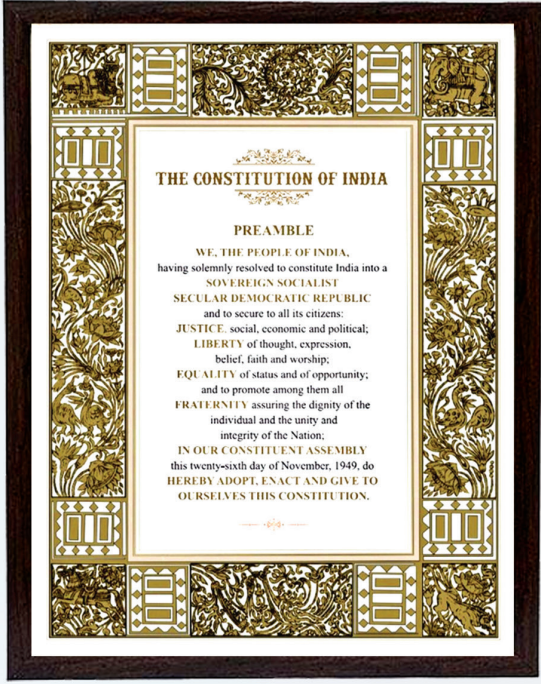 THE CONSTITUTION OF INDIA
PREAMBLE
WE, THE PEOPLE OF INDIA,
having solemnly resolved to constitute India into a
SOVEREIGN SOCIALIST
SECULAR DEMOCRATIC REPUBLIC
and to secure to all its citizens:
JUSTICE. social, economic and political;
LIBERTY of thought, expression,
belief, faith and worship;
EQUALITY of status and of opportunity;
and to promote among them all
FRATERNITY assuring the dignity of the
individual and the unity and
integrity of the Nation;
IN OUR CONSTITUENT ASSEMBLY
this twenty-sixth day of November, 1949, do
HEREBY ADOPT, ENACT AND GIVE TO
OURSELVES THIS CONSTITUTION.